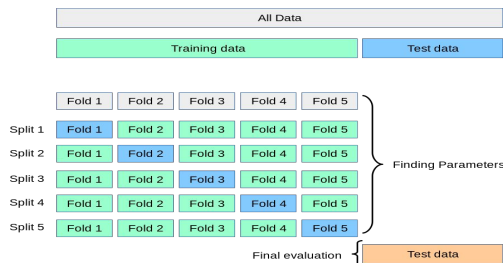 All Data
Training data Test data
Fold 1 Fold 2 Fold 3 Fold 4 Fold 5
Split 1 Fold 1 Fold 2 Fold 3 Fold 4 Fold 5
Split 2 Fold 1 Fold 2 Fold 3 Fold 4 Fold 5
Split 3 Fold 1 Fold 2 Fold 3 Fold 4 Fold 5
Split 4 Fold 1 Fold 2 Fold 3 Fold 4 Fold 5
Split 5 Fold 1 Fold 2 Fold 3 Fold 4 Fold 5
Finding Parameters
Final evaluation Test data